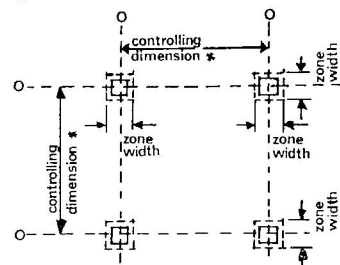 O O
controlling
dimension *
zone
width
O
zone
width
zone
width
controlling
dimension *
O
zone
width